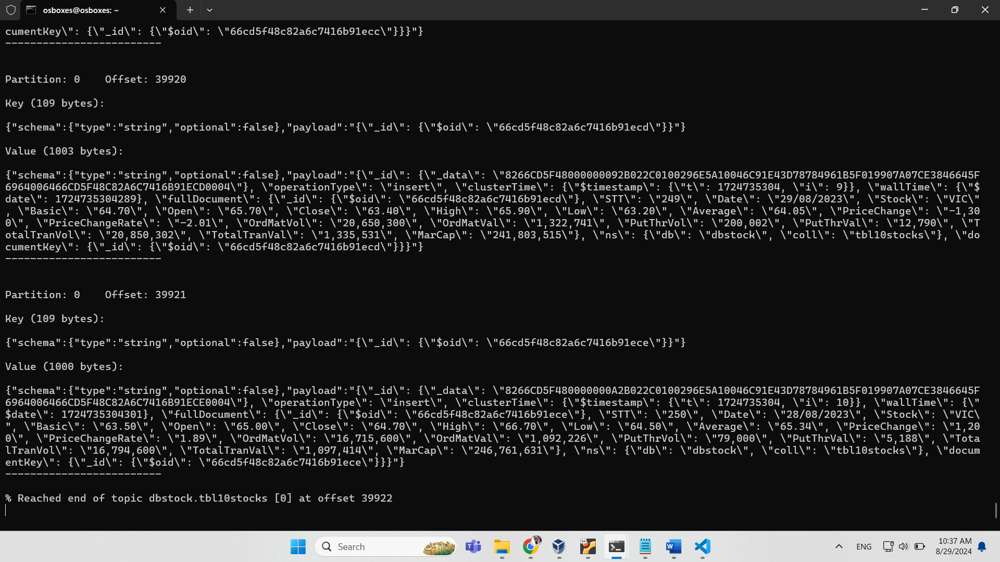 osboxes@osboxes: ~
cumentKey\": {\"_id\": {\"$oid\": \"66cd5f48c82a6c7416b91ecc\"}}}"}
-------------------------
Partition: 0    Offset: 39920
Key (109 bytes):
{"schema":{"type":"string","optional":false},"payload":"{\"_id\": {\"$oid\": \"66cd5f48c82a6c7416b91ecd\"}}"}
Value (1003 bytes):
{"schema":{"type":"string","optional":false},"payload":"{\"_id\": {\"_data\": \"8266CD5F48000000092B022C0100296E5A10046C91E43D78784961B5F019907A07CE3846645F
6964006466CD5F48C82A6C7416B91ECD0004\"}, \"operationType\": \"insert\", \"clusterTime\": {\"$timestamp\": {\"t\": 1724735304, \"i\": 9}}, \"wallTime\": {\"$
date\": 1724735304289}, \"fullDocument\": {\"_id\": {\"$oid\": \"66cd5f48c82a6c7416b91ecd\"}, \"STT\": \"249\", \"Date\": \"29/08/2023\", \"Stock\": \"VIC\"
, \"Basic\": \"64.70\", \"Open\": \"65.70\", \"Close\": \"63.40\", \"High\": \"65.90\", \"Low\": \"63.20\", \"Average\": \"64.05\", \"PriceChange\": \"-1,30
0\", \"PriceChangeRate\": \"-2.01\", \"OrdMatVol\": \"20,650,300\", \"OrdMatVal\": \"1,322,741\", \"PutThrVol\": \"200,002\", \"PutThrVal\": \"12,790\", \"T
otalTranVol\": \"20,850,302\", \"TotalTranVal\": \"1,335,531\", \"MarCap\": \"241,803,515\"}, \"ns\": {\"db\": \"dbstock\", \"coll\": \"tbl10stocks\"}, \"do
cumentKey\": {\"_id\": {\"$oid\": \"66cd5f48c82a6c7416b91ecd\"}}}"}
-------------------------
Partition: 0    Offset: 39921
Key (109 bytes):
{"schema":{"type":"string","optional":false},"payload":"{\"_id\": {\"$oid\": \"66cd5f48c82a6c7416b91ece\"}}"}
Value (1000 bytes):
{"schema":{"type":"string","optional":false},"payload":"{\"_id\": {\"_data\": \"8266CD5F480000000A2B022C0100296E5A10046C91E43D78784961B5F019907A07CE3846645F
6964006466CD5F48C82A6C7416B91ECE0004\"}, \"operationType\": \"insert\", \"clusterTime\": {\"$timestamp\": {\"t\": 1724735304, \"i\": 10}}, \"wallTime\": {\"
$date\": 1724735304301}, \"fullDocument\": {\"_id\": {\"$oid\": \"66cd5f48c82a6c7416b91ece\"}, \"STT\": \"250\", \"Date\": \"28/08/2023\", \"Stock\": \"VIC\
", \"Basic\": \"63.50\", \"Open\": \"65.00\", \"Close\": \"64.70\", \"High\": \"66.70\", \"Low\": \"64.50\", \"Average\": \"65.34\", \"PriceChange\": \"1,20
0\", \"PriceChangeRate\": \"1.89\", \"OrdMatVol\": \"16,715,600\", \"OrdMatVal\": \"1,092,226\", \"PutThrVol\": \"79,000\", \"PutThrVal\": \"5,188\", \"Tota
lTranVol\": \"16,794,600\", \"TotalTranVal\": \"1,097,414\", \"MarCap\": \"246,761,631\"}, \"ns\": {\"db\": \"dbstock\", \"coll\": \"tbl10stocks\"}, \"docum
entKey\": {\"_id\": {\"$oid\": \"66cd5f48c82a6c7416b91ece\"}}}"}
-------------------------
% Reached end of topic dbstock.tbl10stocks [0] at offset 39922
Search
T
64
W
ENG
10:37 AM
8/29/2024